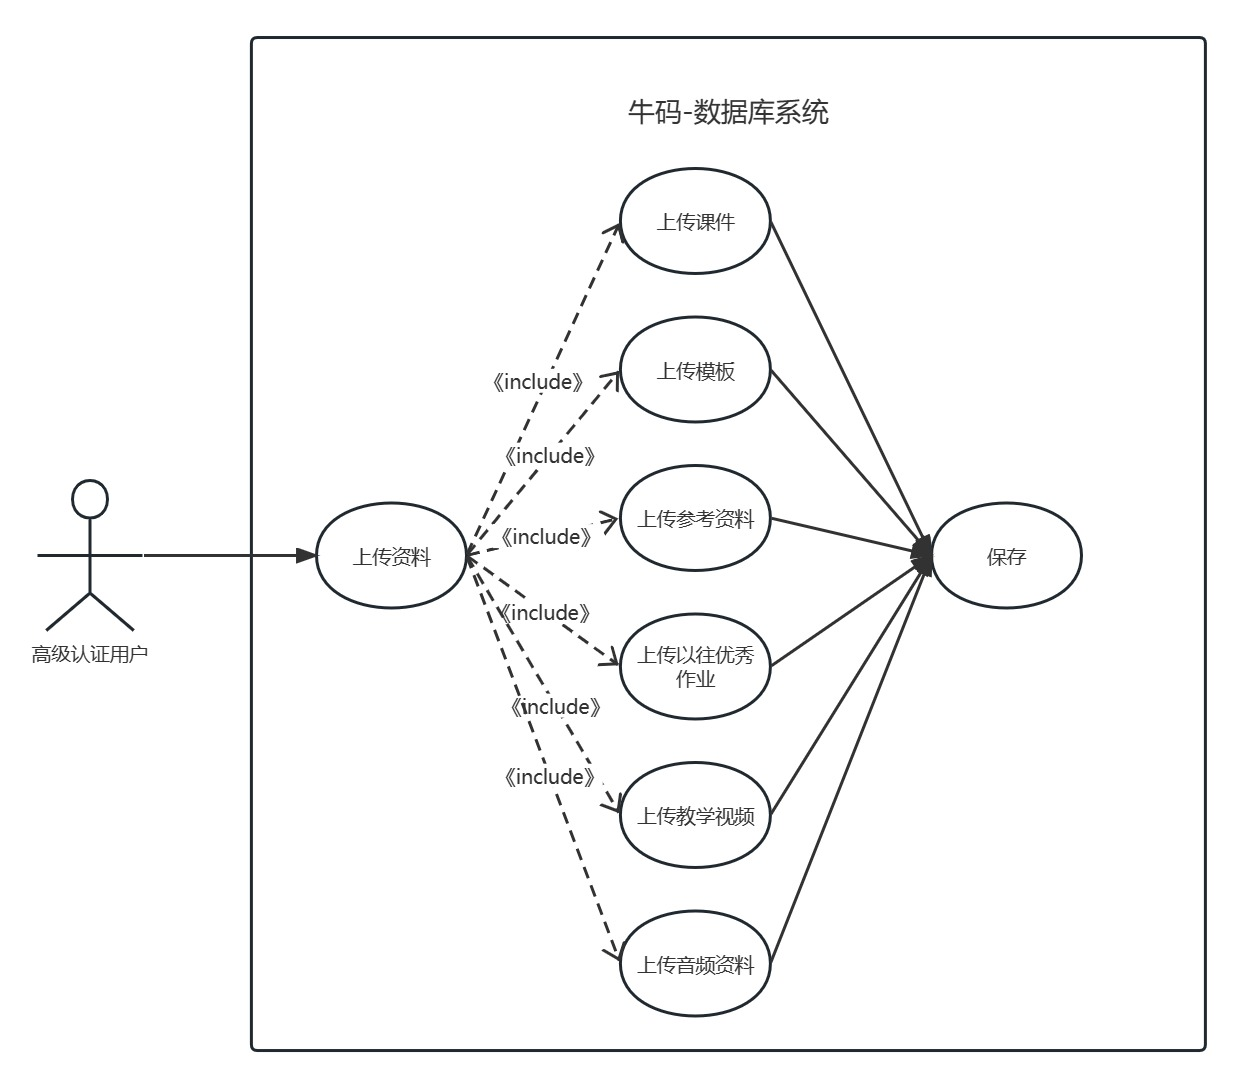 牛码-数据库系统
上传课件
《include》
上传模板
《include》
上传参考资料
《include》
高级认证用户
上传资料
保存
《include》
上传以往优秀
作业
《include》
上传教学视频
《include》
上传音频资料